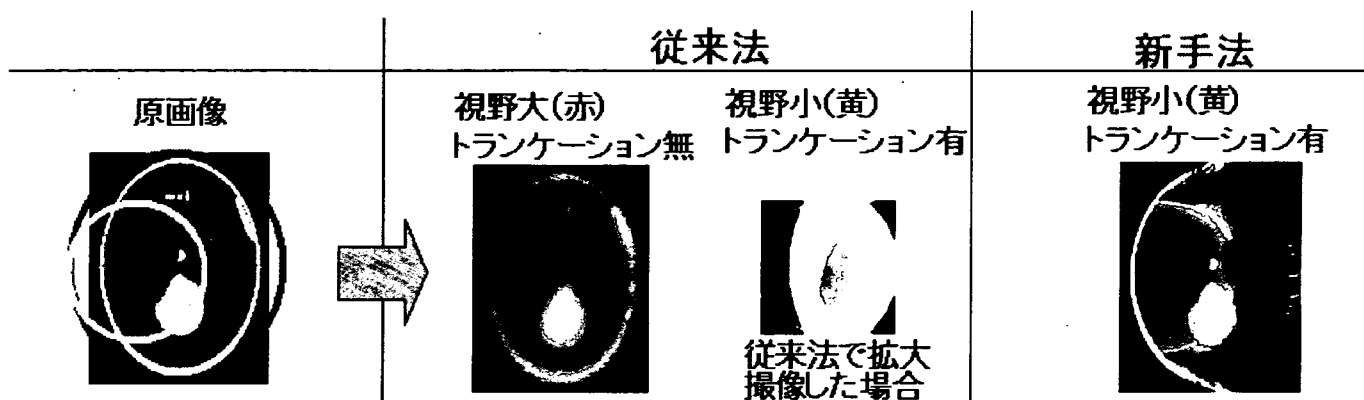 従来法
新手法
原画像
視野大(赤)
トランケーション無
視野小(黄)
トランケーション有
従来法で拡大
撮像した場合
視野小(黄)
トランケーション有